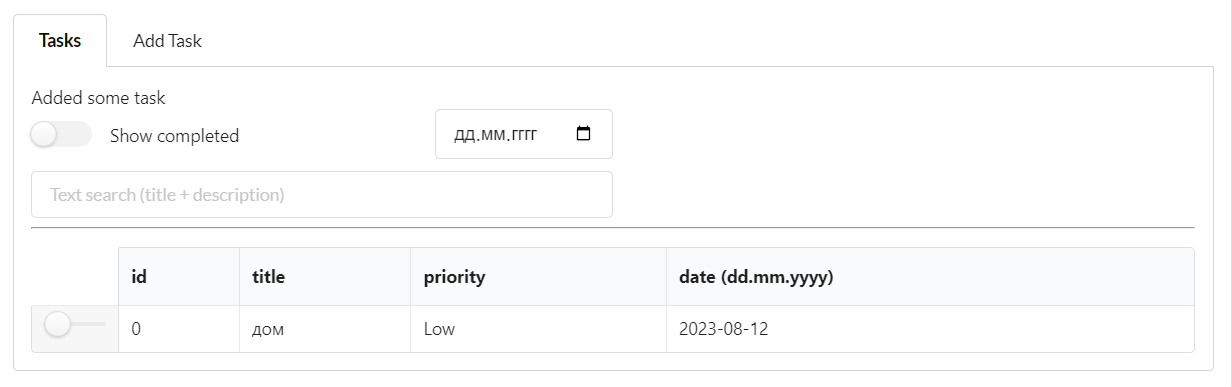 Tasks Add Task
Added some task
Show completed дд.мм.гггг
Text search (title + description)
id title priority date (dd.mm.yyyy)
0 дом Low 2023-08-12